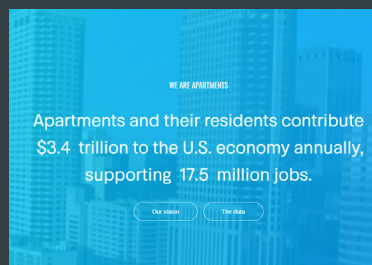 WE ARE APARTMENTS
Apartments and their residents contribute
$3.4 trillion to the U.S. economy annually,
supporting 17.5 million jobs.
Our vision
The data